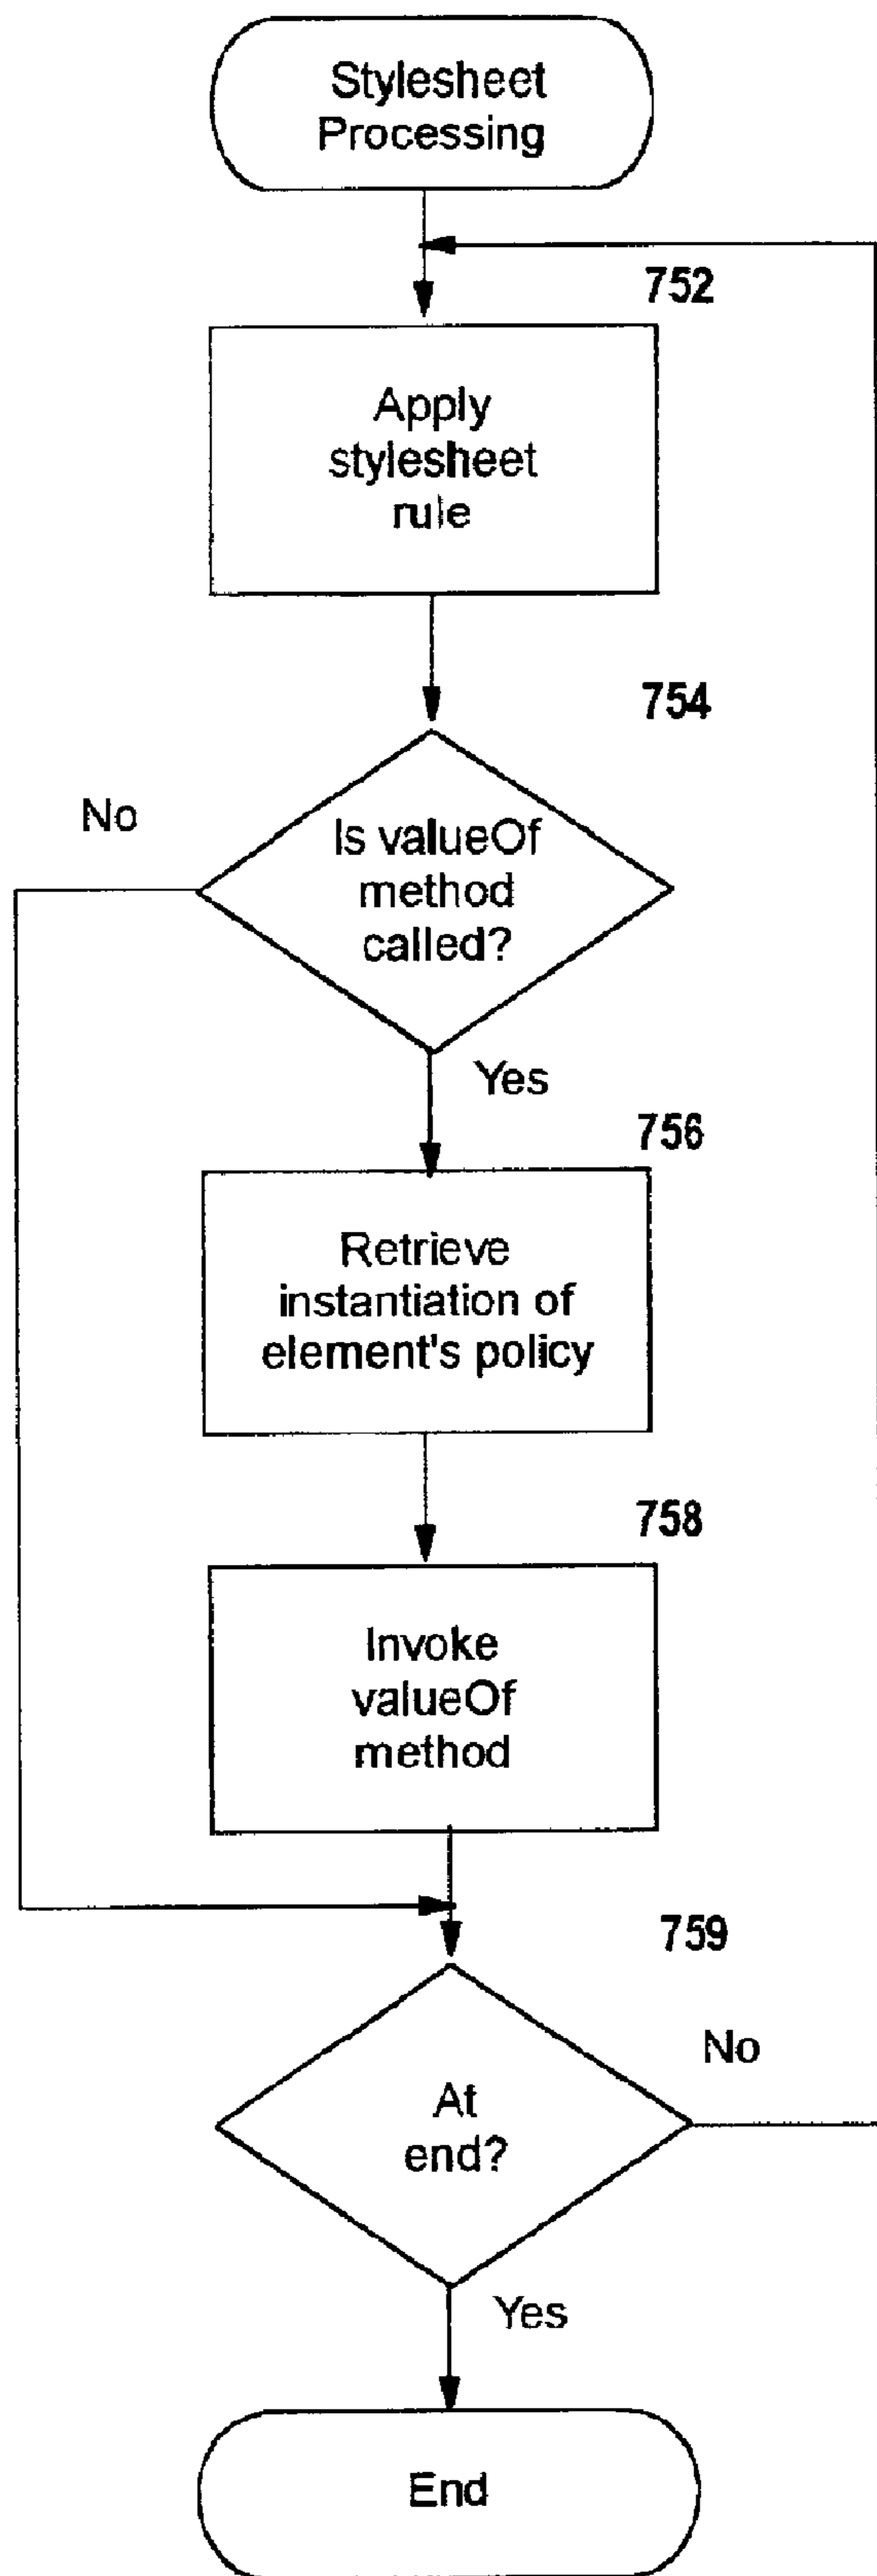 Stylesheet
Processing
752
Apply
stylesheet
rule
754
No
Is valueOf
method
called?
Yes
756
Retrieve
instantiation of
element's policy
758
Invoke
valueOf
method
759
No
At
end?
Yes
End